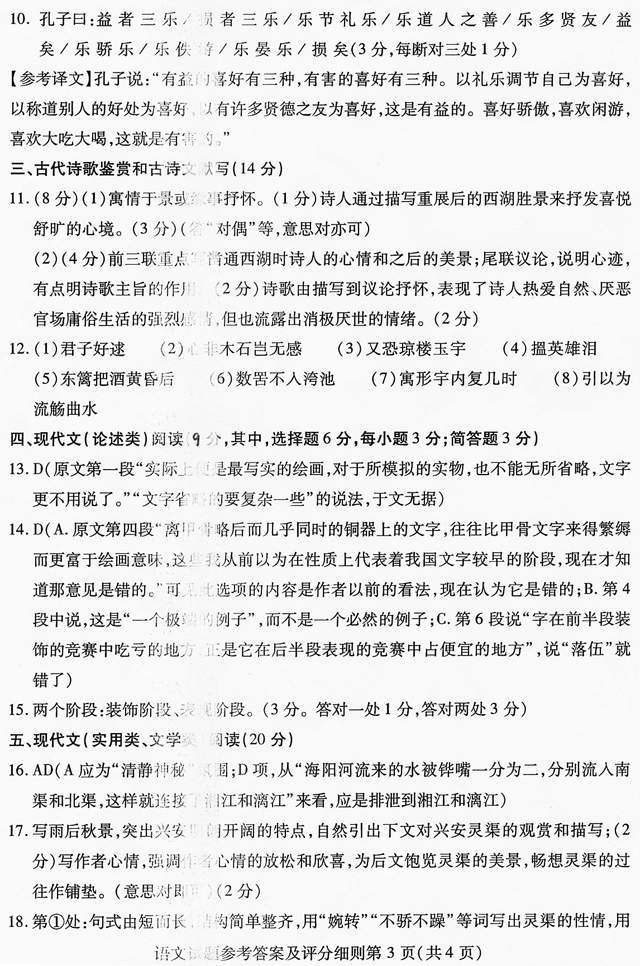 10. 孔子曰:益者三乐/损者三乐/乐节礼乐/乐道人之善/乐多贤友/益
矣/乐骄乐/乐佚游/乐晏乐/损矣(3分,每断对三处1分)
【参考译文】孔子说:“有益的喜好有三种,有害的喜好有三种。以礼乐调节自己为喜好,
以称道别人的好处为喜好,以有许多贤德之友为喜好,这是有益的。喜好骄傲,喜欢闲游,
喜欢大吃大喝,这就是有害的。”
三、古代诗歌鉴赏和古诗文默写(14分)
11. (8分)(1)寓情于景或叙事抒怀。(1分)诗人通过描写重展后的西湖胜景来抒发喜悦
舒旷的心境。(3分)(答“对偶”等,意思对亦可)
(2)(4分)前三联重点写舟通西湖时诗人的心情和之后的美景;尾联议论,说明心迹,
有点明诗歌主旨的作用。(2分)诗歌由描写到议论抒怀,表现了诗人热爱自然、厌恶
官场庸俗生活的强烈感情,但也流露出消极厌世的情绪。(2分)
12. (1)君子好逑 (2)心非木石岂无感 (3)又恐琼楼玉宇 (4)揾英雄泪
(5)东篱把酒黄昏后 (6)数罟不入洿池 (7)寓形宇内复几时 (8)引以为
流觞曲水
四、现代文(论述类)阅读(9分,其中,选择题6分,每小题3分;简答题3分)
13. D(原文第一段“实际上便是最写实的绘画,对于所模拟的实物,也不能无所省略,文字
更不用说了。”“文字省略的要复杂一些”的说法,于文无据)
14. D(A.原文第四段“离甲骨略后而几乎同时的铜器上的文字,往往比甲骨文字来得繁缛
而更富于绘画意味,这些我从前以为在性质上代表着我国文字较早的阶段,现在才知
道那意见是错的。”可见此选项的内容是作者以前的看法,现在认为它是错的;B.第4
段中说,这是“一个极端的例子”,而不是一个必然的例子;C.第6段说“字在前半段装
饰的竞赛中吃亏的地方,正是它在后半段表现的竞赛中占便宜的地方”,说“落伍”就
错了)
15. 两个阶段:装饰阶段、表现阶段。(3分。答对一处1分,答对两处3分)
五、现代文(实用类、文学类)阅读(20分)
16. AD(A应为“清静神秘”氛围;D项,从“海阳河流来的水被铧嘴一分为二,分别流入南
渠和北渠,这样就连接了湘江和漓江”来看,应是排泄到湘江和漓江)
17. 写雨后秋景,突出兴安 开阔的特点,自然引出下文对兴安灵渠的观赏和描写;(2
分)写作者心情,强调作者心情的放松和欣喜,为后文饱览灵渠的美景,畅想灵渠的过
往作铺垫。(意思对即可)(2分)
18. 第①处:句式由短而长,结构简单整齐,用“婉转”“不骄不躁”等词写出灵渠的性情,用
语文试题参考答案及评分细则第3页(共4页)